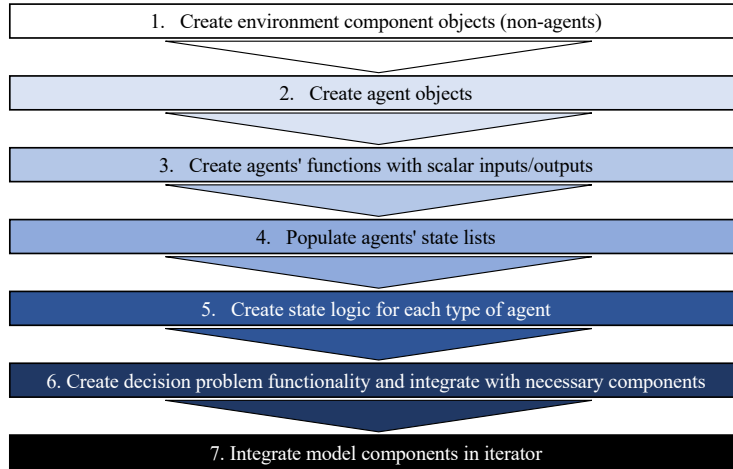 1. Create environment component objects (non-agents)
2. Create agent objects
3. Create agents' functions with scalar inputs/outputs
4. Populate agents' state lists
5. Create state logic for each type of agent
6. Create decision problem functionality and integrate with necessary components
7. Integrate model components in iterator